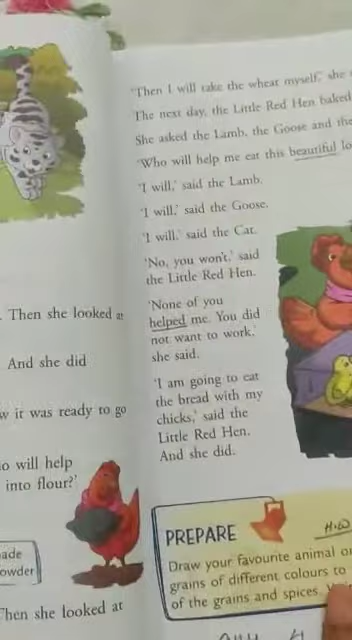 . Then she looked at
And she did
w it was ready to go
o will help
into flour?'
ade
owder
Then she looked at
'Then I will take the wheat myself,' she
The next day, the Little Red Hen baked
She asked the Lamb, the Goose and the
'Who will help me eat this beautiful lo
'I will,' said the Lamb.
'I will,' said the Goose.
'I will,' said the Cat.
'No, you won't,' said
the Little Red Hen.
'None of you
helped me. You did
not want to work,'
she said.
'I am going to eat
the bread with my
chicks,' said the
Little Red Hen.
And she did.
PREPARE
H.W
Draw your favourite animal o
grains of different colours to
of the grains and spices.